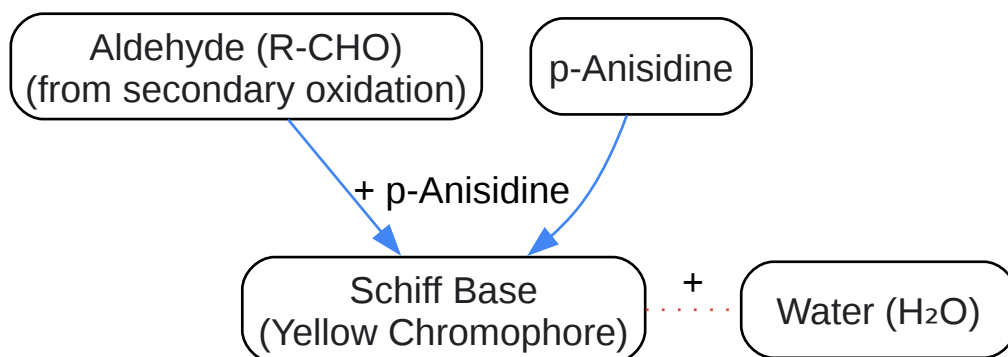 Aldehyde (R-CHO)
(from secondary oxidation)
p-Anisidine
+ p-Anisidine
Schiff Base
(Yellow Chromophore)
+
Water (H₂O)